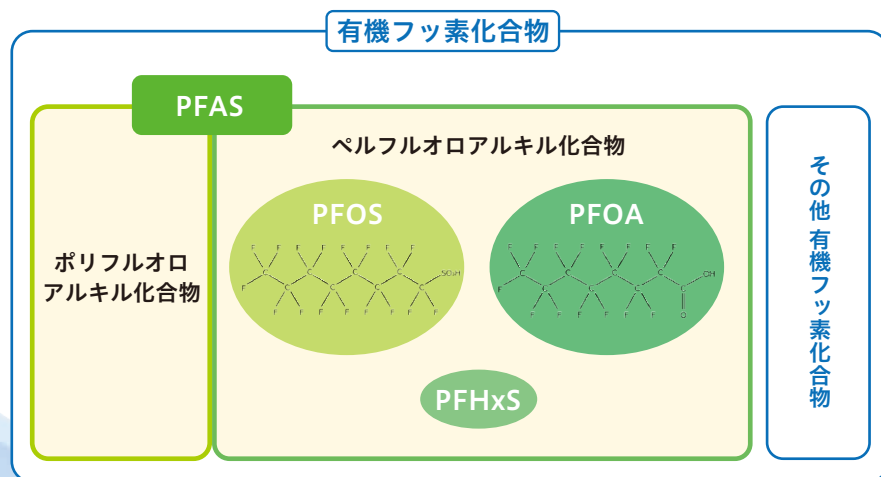 有機フッ素化合物
PFAS
ペルフルオロアルキル化合物
ポリフルオロ
アルキル化合物
PFOS
F F F F F F F F
F C C C C C C C C SO₃H
F F F F F F F F
PFOA
F F F F F F F
F C C C C C C C C OH
F F F F F F F O
PFHxS
その他 有機フッ素化合物